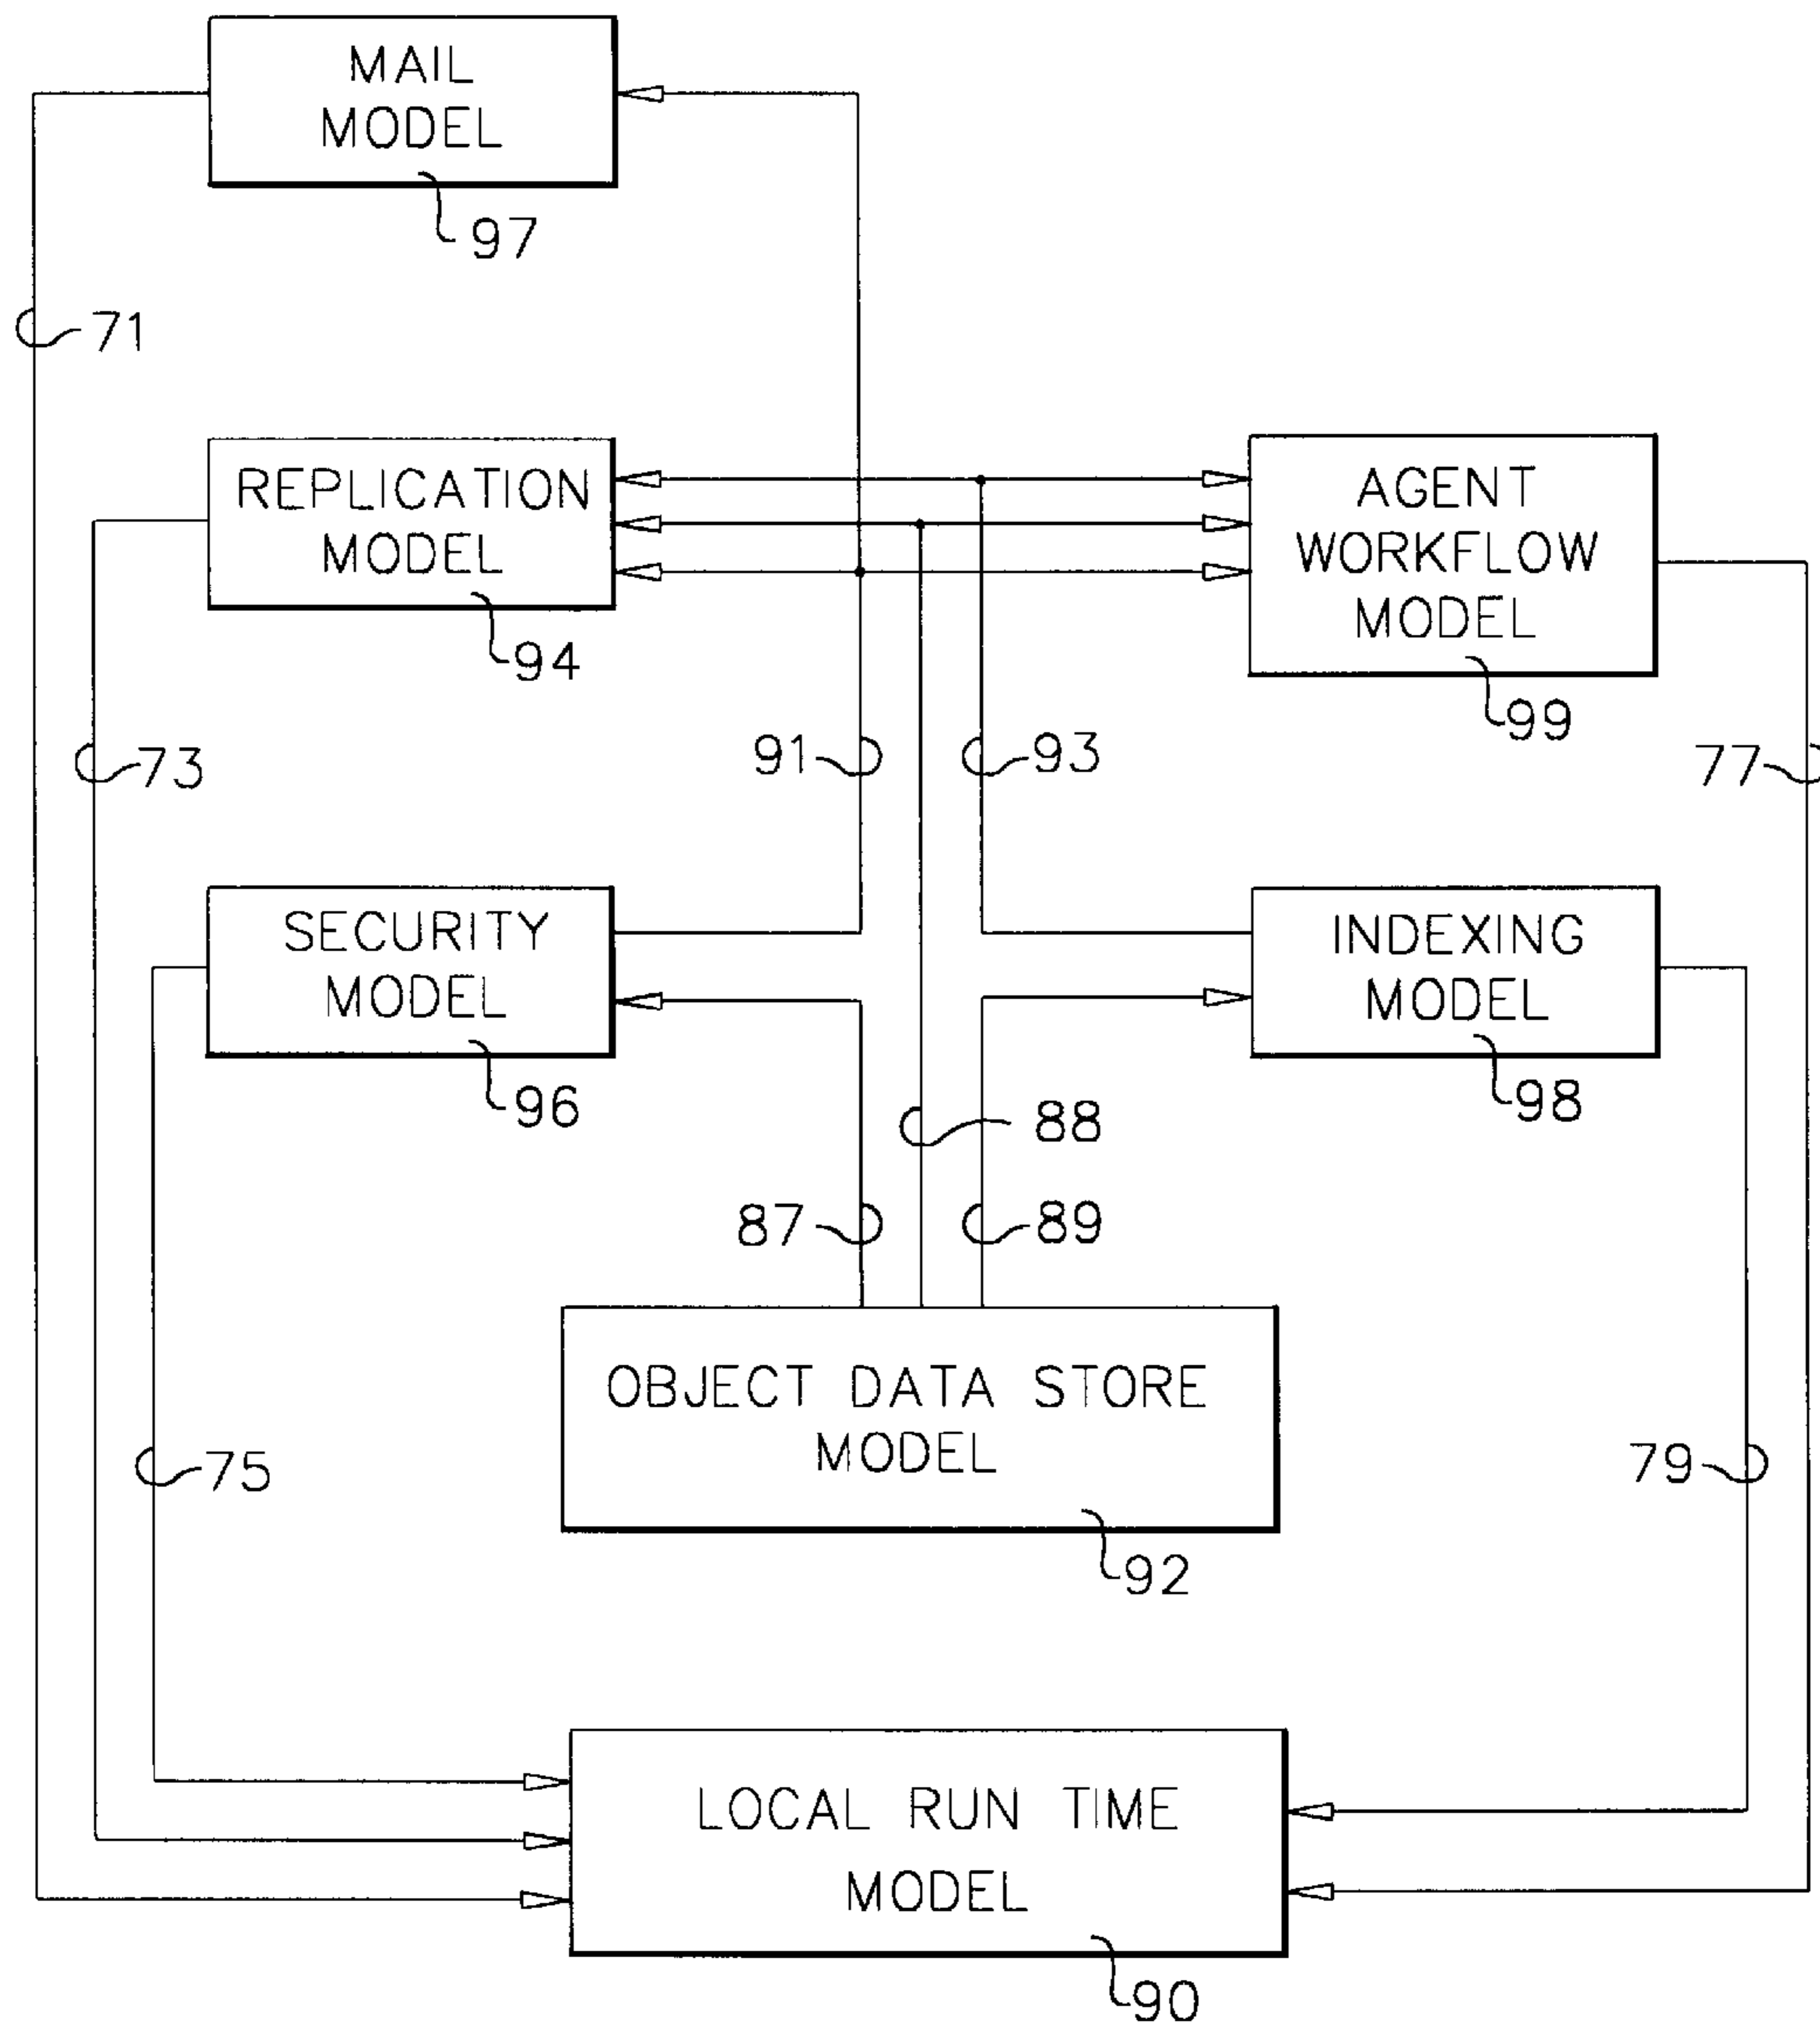 MAIL
MODEL
97
71
REPLICATION
MODEL
94
AGENT
WORKFLOW
MODEL
99
73
91
93
77
SECURITY
MODEL
96
INDEXING
MODEL
98
88
87
89
OBJECT DATA STORE
MODEL
92
75
79
LOCAL RUN TIME
MODEL
90